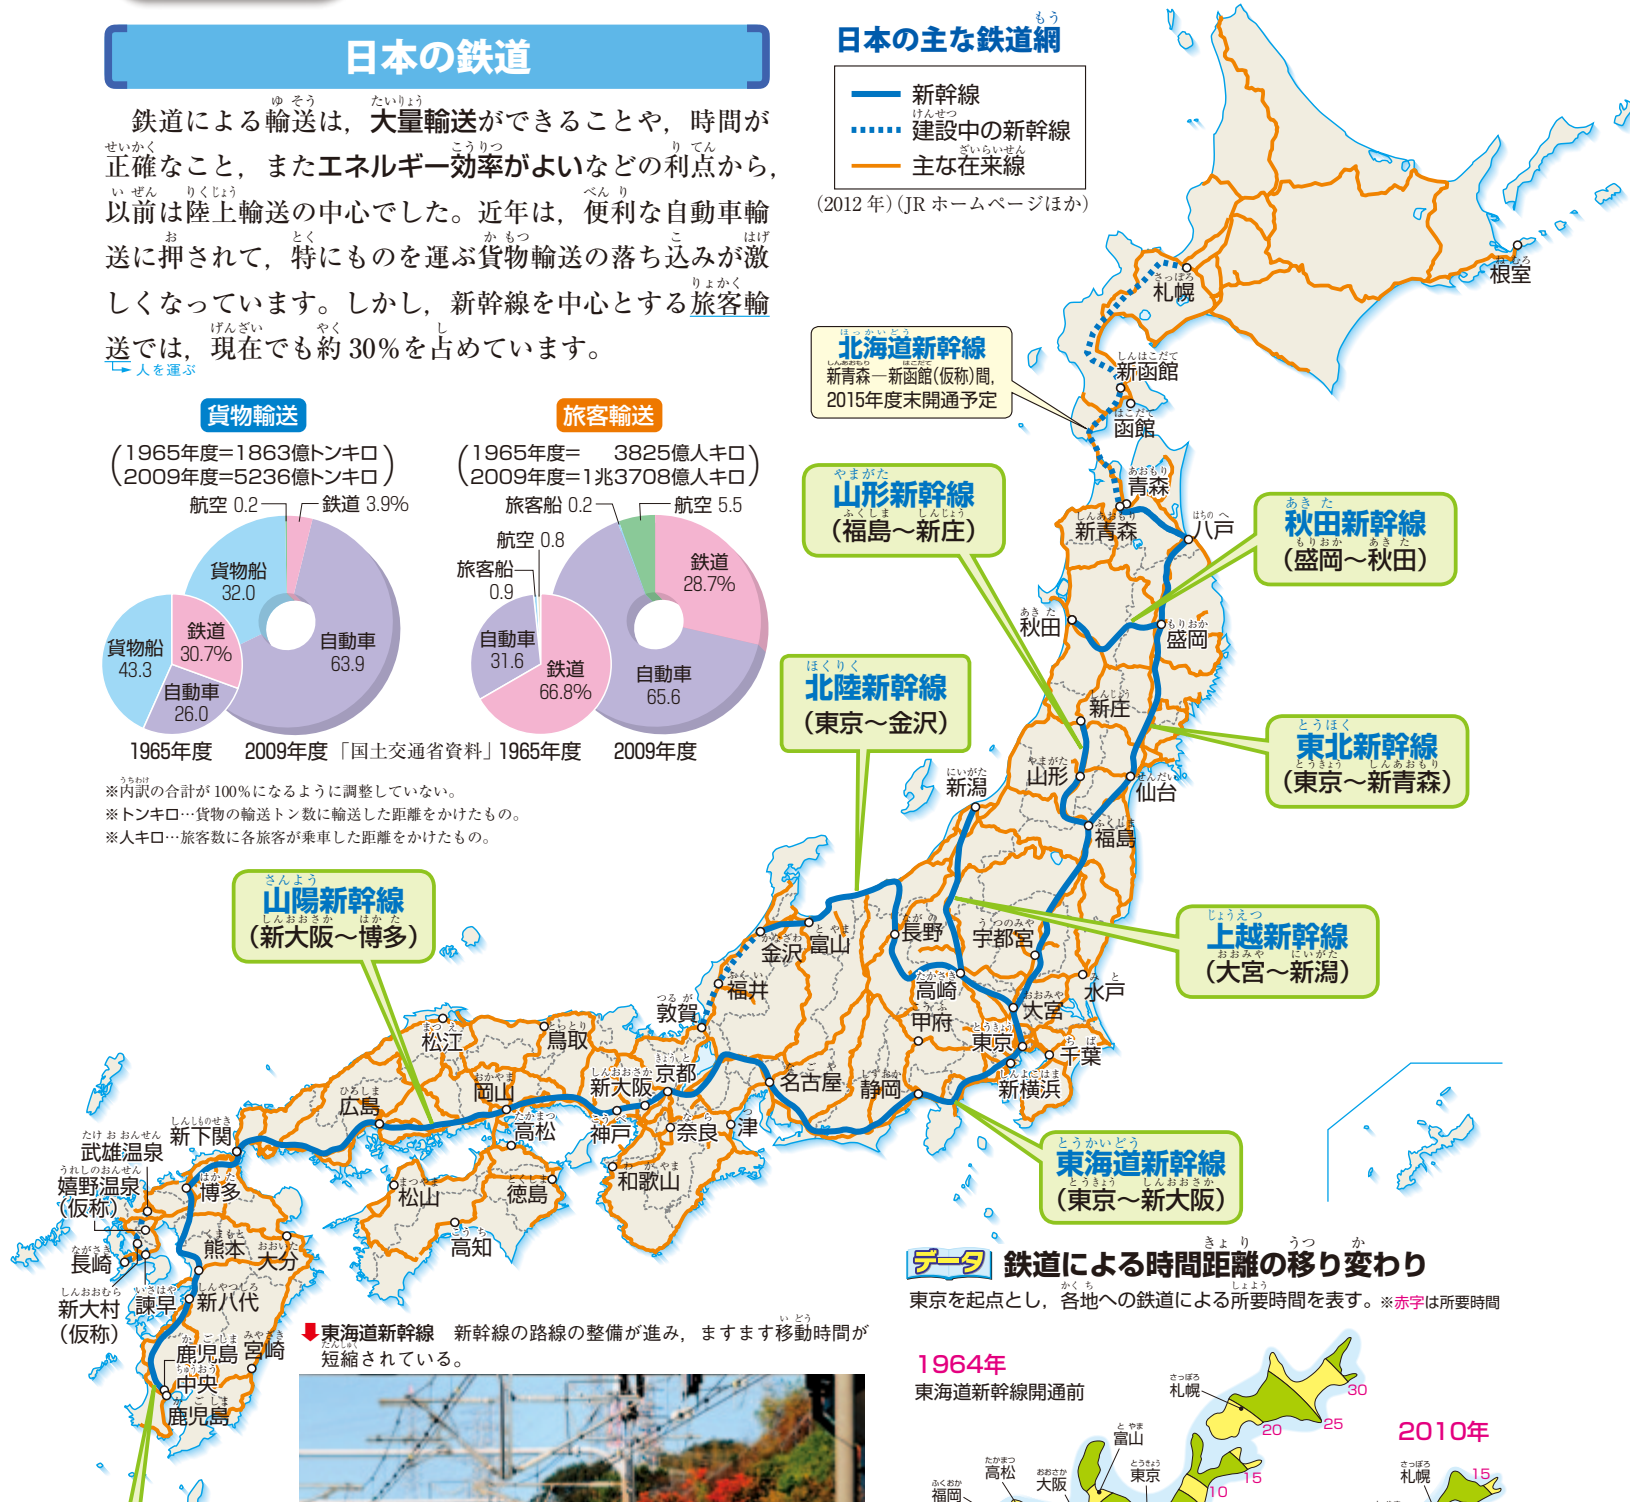 日本の鉄道
鉄道による輸送は，大量輸送ができることや，時間が
正確なこと，またエネルギー効率がよいなどの利点から，
以前は陸上輸送の中心でした。近年は，便利な自動車輸
送に押されて，特にものを運ぶ貨物輸送の落ち込みが激
しくなっています。しかし，新幹線を中心とする旅客輸
送では，現在でも約30％を占めています。
人を運ぶ
貨物輸送
(1965年度=1863億トンキロ
2009年度=5236億トンキロ)
航空 0.2
鉄道 3.9%
貨物船
32.0
自動車
63.9
貨物船
43.3
鉄道
30.7%
自動車
26.0
1965年度
2009年度
「国土交通省資料」
旅客輸送
(1965年度= 3825億人キロ
2009年度=1兆3708億人キロ)
旅客船 0.2
航空 5.5
航空 0.8
旅客船
0.9
鉄道
28.7%
自動車
31.6
鉄道
66.8%
自動車
65.6
1965年度
2009年度
※内訳の合計が100％になるように調整していない。
※トンキロ…貨物の輸送トン数に輸送した距離をかけたもの。
※人キロ…旅客数に各旅客が乗車した距離をかけたもの。
日本の主な鉄道網
新幹線
建設中の新幹線
主な在来線
(2012年)(JRホームページほか)
根室
札幌
北海道新幹線
新青森―新函館(仮称)間，
2015年度末開通予定
新函館
函館
青森
新青森
八戸
山形新幹線
(福島〜新庄)
秋田新幹線
(盛岡〜秋田)
秋田
盛岡
北陸新幹線
(東京〜金沢)
新庄
東北新幹線
(東京〜新青森)
新潟
山形
仙台
福島
山陽新幹線
(新大阪〜博多)
上越新幹線
(大宮〜新潟)
金沢
富山
長野
宇都宮
福井
高崎
水戸
敦賀
甲府
大宮
東京
千葉
新横浜
松江
鳥取
新大阪
京都
名古屋
静岡
広島
岡山
高松
神戸
奈良
津
東海道新幹線
(東京〜新大阪)
新下関
武雄温泉
嬉野温泉
(仮称)
博多
松山
徳島
和歌山
高知
長崎
熊本
大分
新大村
(仮称)
諫早
新八代
鹿児島
中央
宮崎
鹿児島
東海道新幹線　新幹線の路線の整備が進み，ますます移動時間が
短縮されている。
データ 鉄道による時間距離の移り変わり
東京を起点とし，各地への鉄道による所要時間を表す。※赤字は所要時間
1964年
東海道新幹線開通前
札幌
30
25
20
富山
高松
大阪
東京
福岡
15
10
2010年
札幌
15